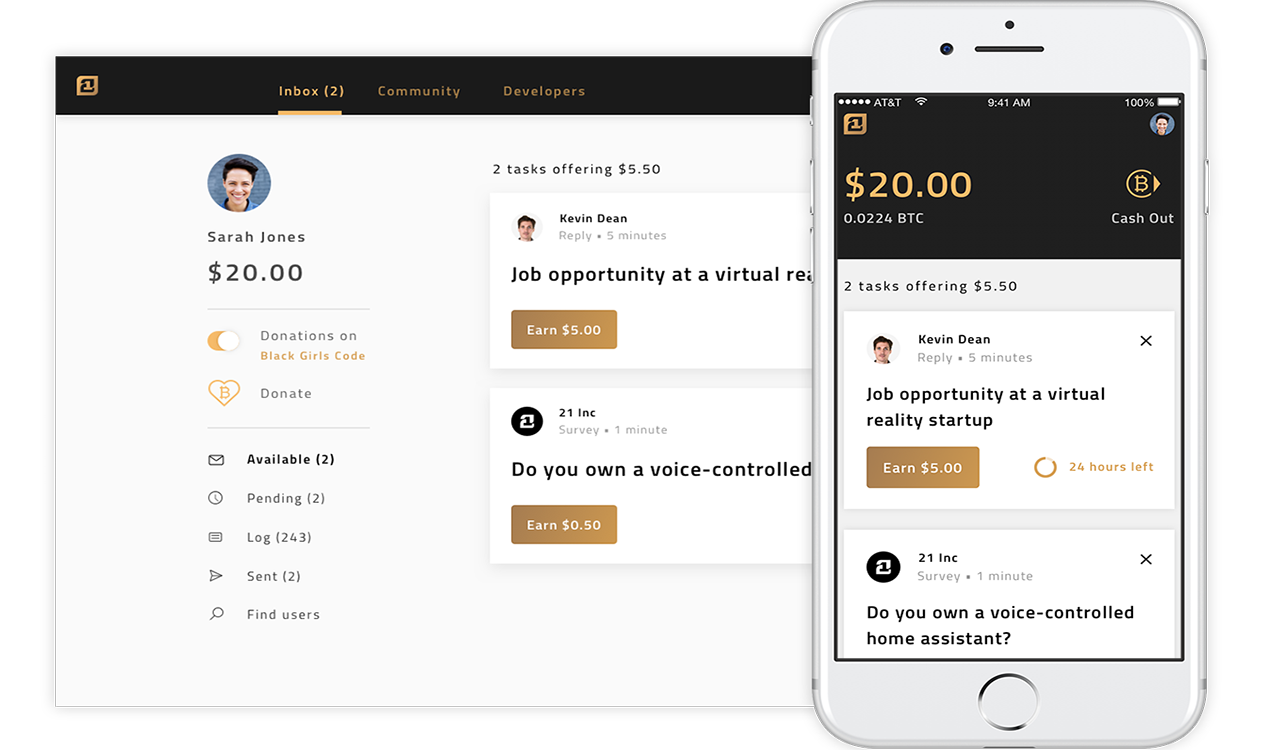 Inbox (2) Community Developers
Sarah Jones
$20.00
Donations on
Black Girls Code
Donate
Available (2)
Pending (2)
Log (243)
Sent (2)
Find users
2 tasks offering $5.50
Kevin Dean
Reply • 5 minutes
Job opportunity at a virtual rea
Earn $5.00
21 Inc
Survey • 1 minute
Do you own a voice-controlled
Earn $0.50
AT&T 9:41 AM 100%
$20.00
0.0224 BTC Cash Out
2 tasks offering $5.50
Kevin Dean
Reply • 5 minutes
Job opportunity at a virtual
reality startup
Earn $5.00 24 hours left
21 Inc
Survey • 1 minute
Do you own a voice-controlled
home assistant?